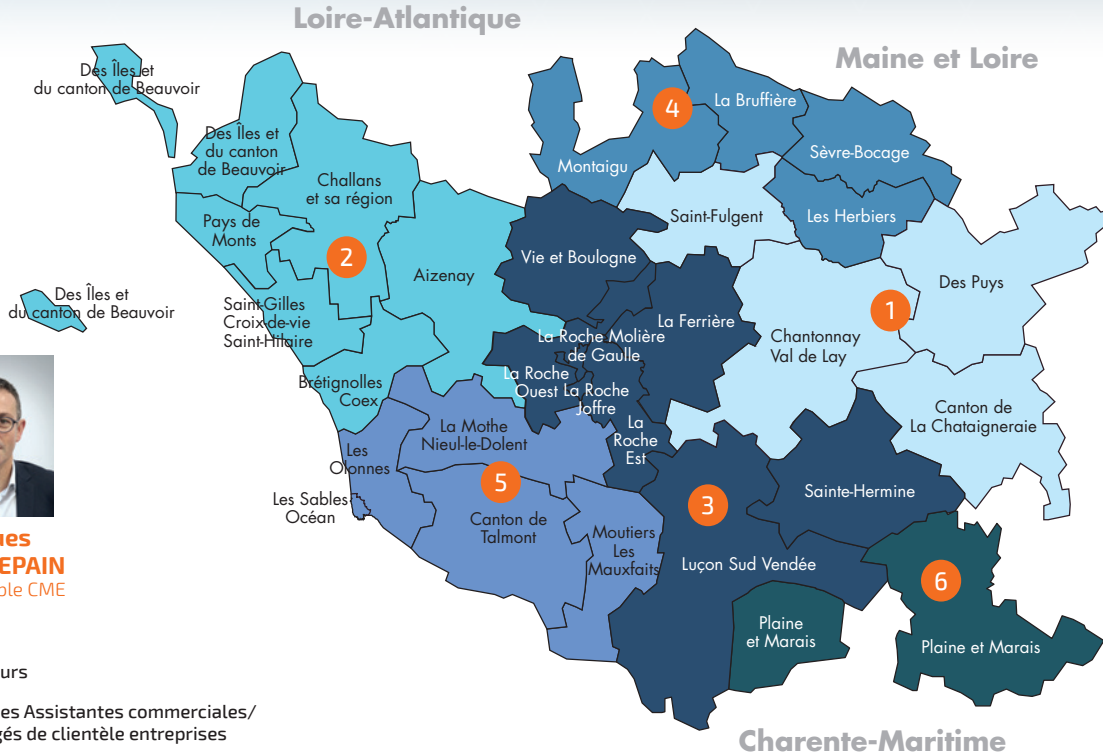 Loire-Atlantique
Maine et Loire
Des Îles et
du canton de Beauvoir
Des Îles et
du canton
de Beauvoir
Challans
et sa région
Pays de
Monts
2
Aizenay
Des Îles et
du canton de Beauvoir
Saint-Gilles
Croix-de-vie
Saint-Hilaire
Brétignolles
Coex
4
La Bruffière
Montaigu
Sèvre-Bocage
Les Herbiers
Saint-Fulgent
Vie et Boulogne
Des Puys
1
La Ferrière
Chantonnay
Val de Lay
La Roche Molière
de Gaulle
La Roche
Ouest
La Roche
Joffre
La
Roche
Est
Canton de
La Chataigneraie
La Mothe
Nieul-le-Dolent
Les
Olonnes
5
Les Sables
Océan
Canton de
Talmont
Moutiers
Les
Mauxfaits
3
Sainte-Hermine
Luçon Sud Vendée
6
Plaine
et Marais
Plaine et Marais
Charente-Maritime
ues
EPAIN
ble CME
urs
es Assistantes commerciales/
gés de clientèle entreprises